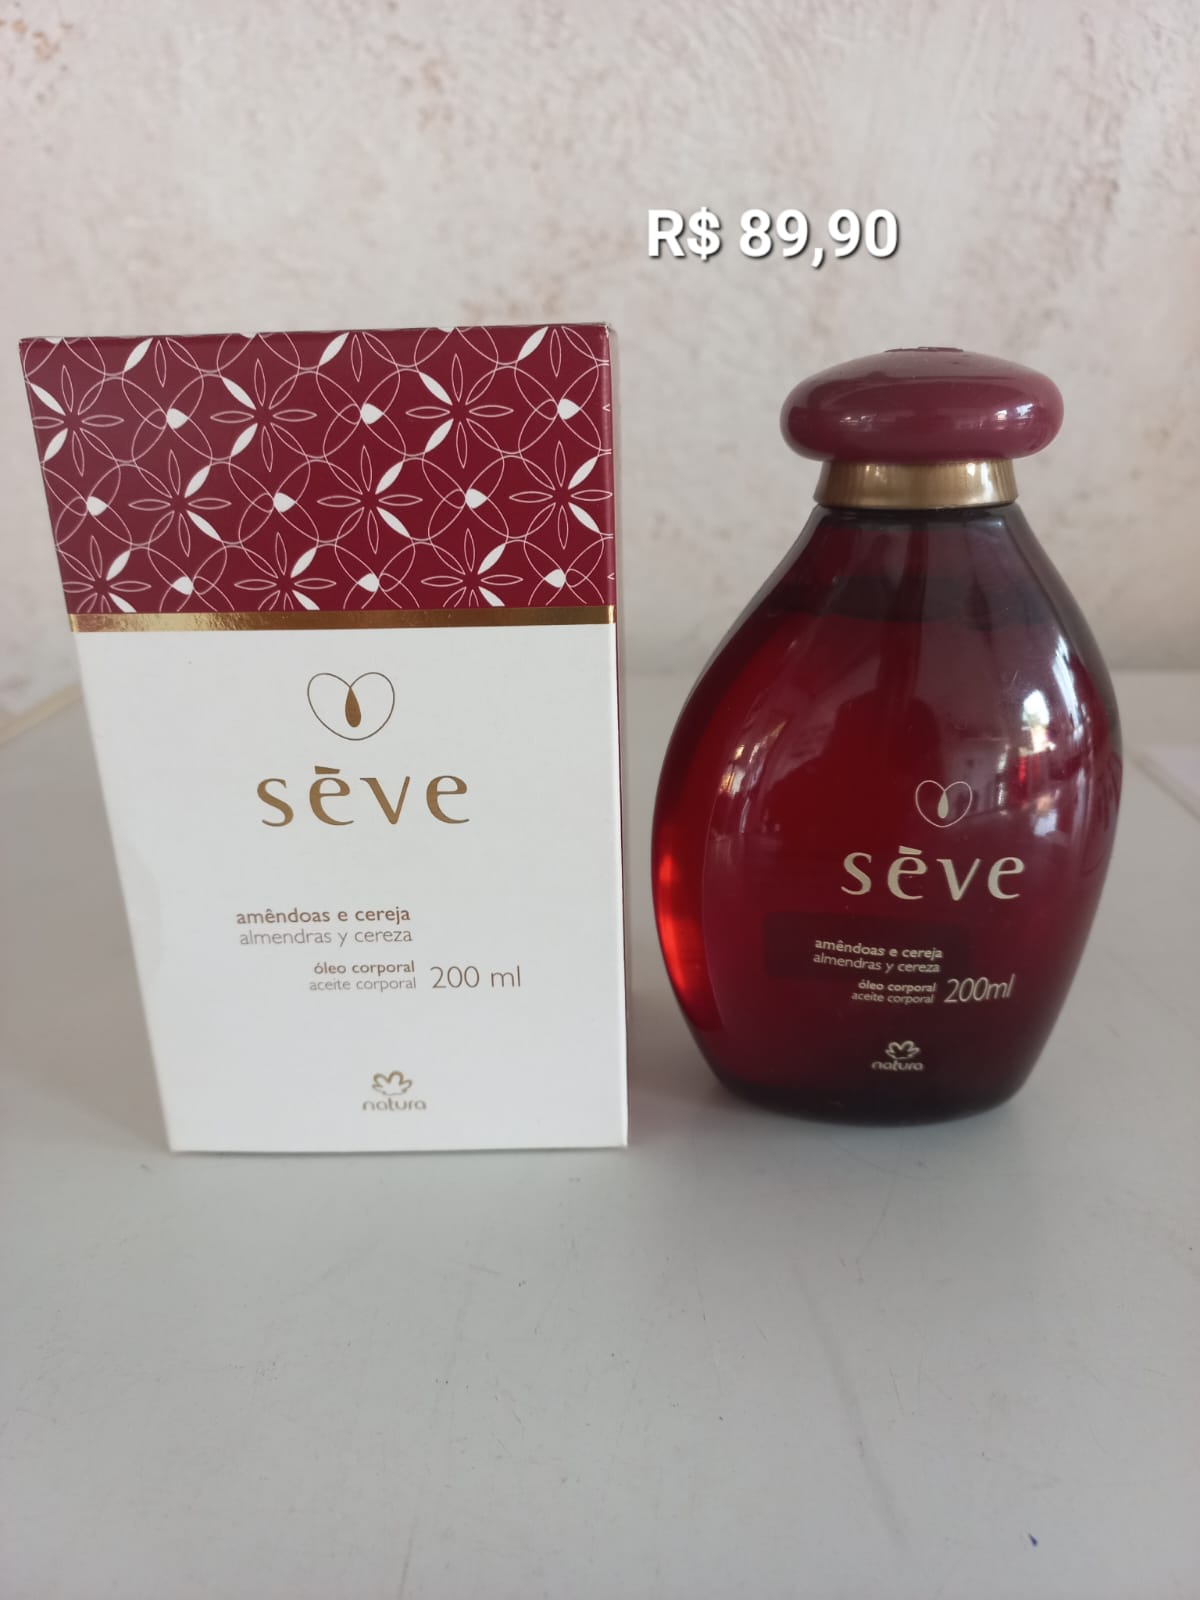 R$ 89,90
sève
amêndoas e cereja
almendras y cereza
óleo corporal
aceite corporal
200 ml
natura
sève
amêndoas e cereja
almendras y cereza
óleo corporal
aceite corporal
200ml
natura